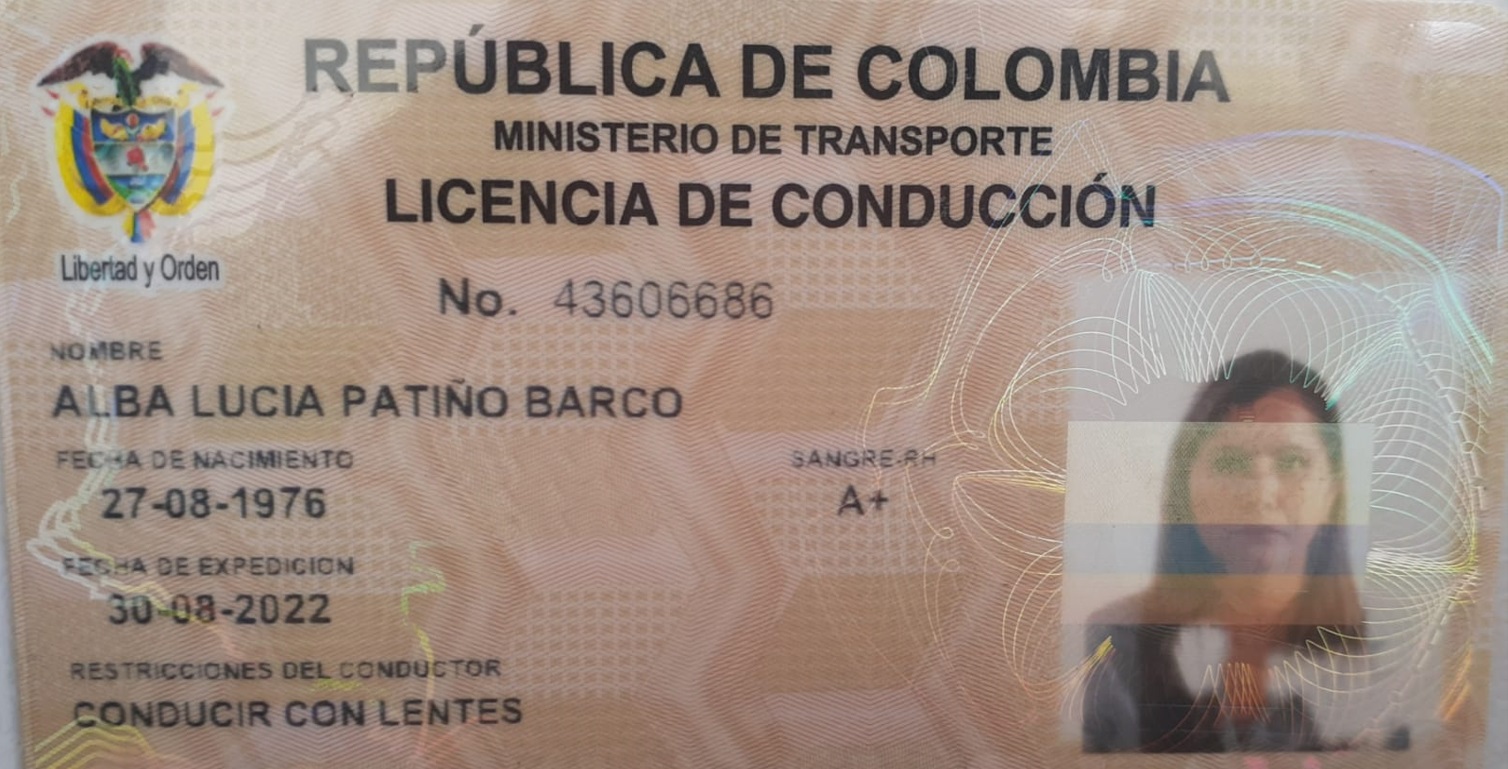 REPÚBLICA DE COLOMBIA
MINISTERIO DE TRANSPORTE
LICENCIA DE CONDUCCIÓN
Libertad y Orden
No. 43606686
NOMBRE
ALBA LUCIA PATIÑO BARCO
FECHA DE NACIMIENTO
27-08-1976
SANGRE-RH
A+
FECHA DE EXPEDICION
30-08-2022
RESTRICCIONES DEL CONDUCTOR
CONDUCIR CON LENTES